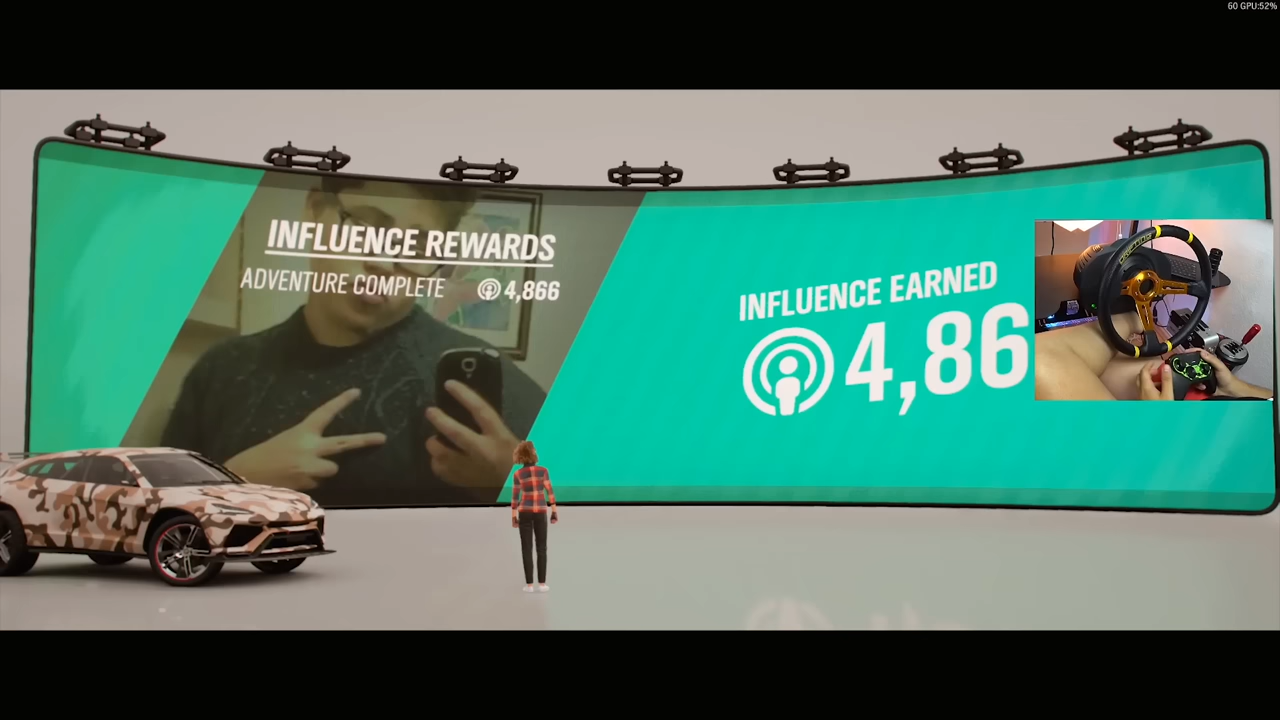 60 GPU:52%
INFLUENCE REWARDS
ADVENTURE COMPLETE 4,866
INFLUENCE EARNED
4,86